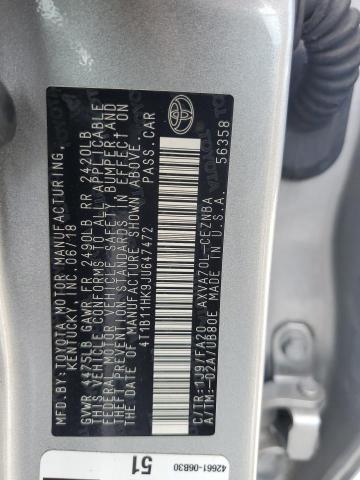 MFD.BY:TOYOTA MOTOR MANUFACTURING,
KENTUCKY, INC. 06/18
GVWR 4475LB GAWR FR 2490LB RR 2420LB
THIS VEHICLE CONFORMS TO ALL APPLICABLE
FEDERAL MOTOR VEHICLE SAFETY, BUMPER, AND
THEFT PREVENTION STANDARDS IN EFFECT ON
THE DATE OF MANUFACTURE SHOWN ABOVE.
4T1B11HK9JU647472 PASS.CAR
C/TR:1J9/FA20 AXVA70L-CEZNBA
A/TM:-02A/UB80E MADE IN U.S.A.
56358
51
42661-06B30